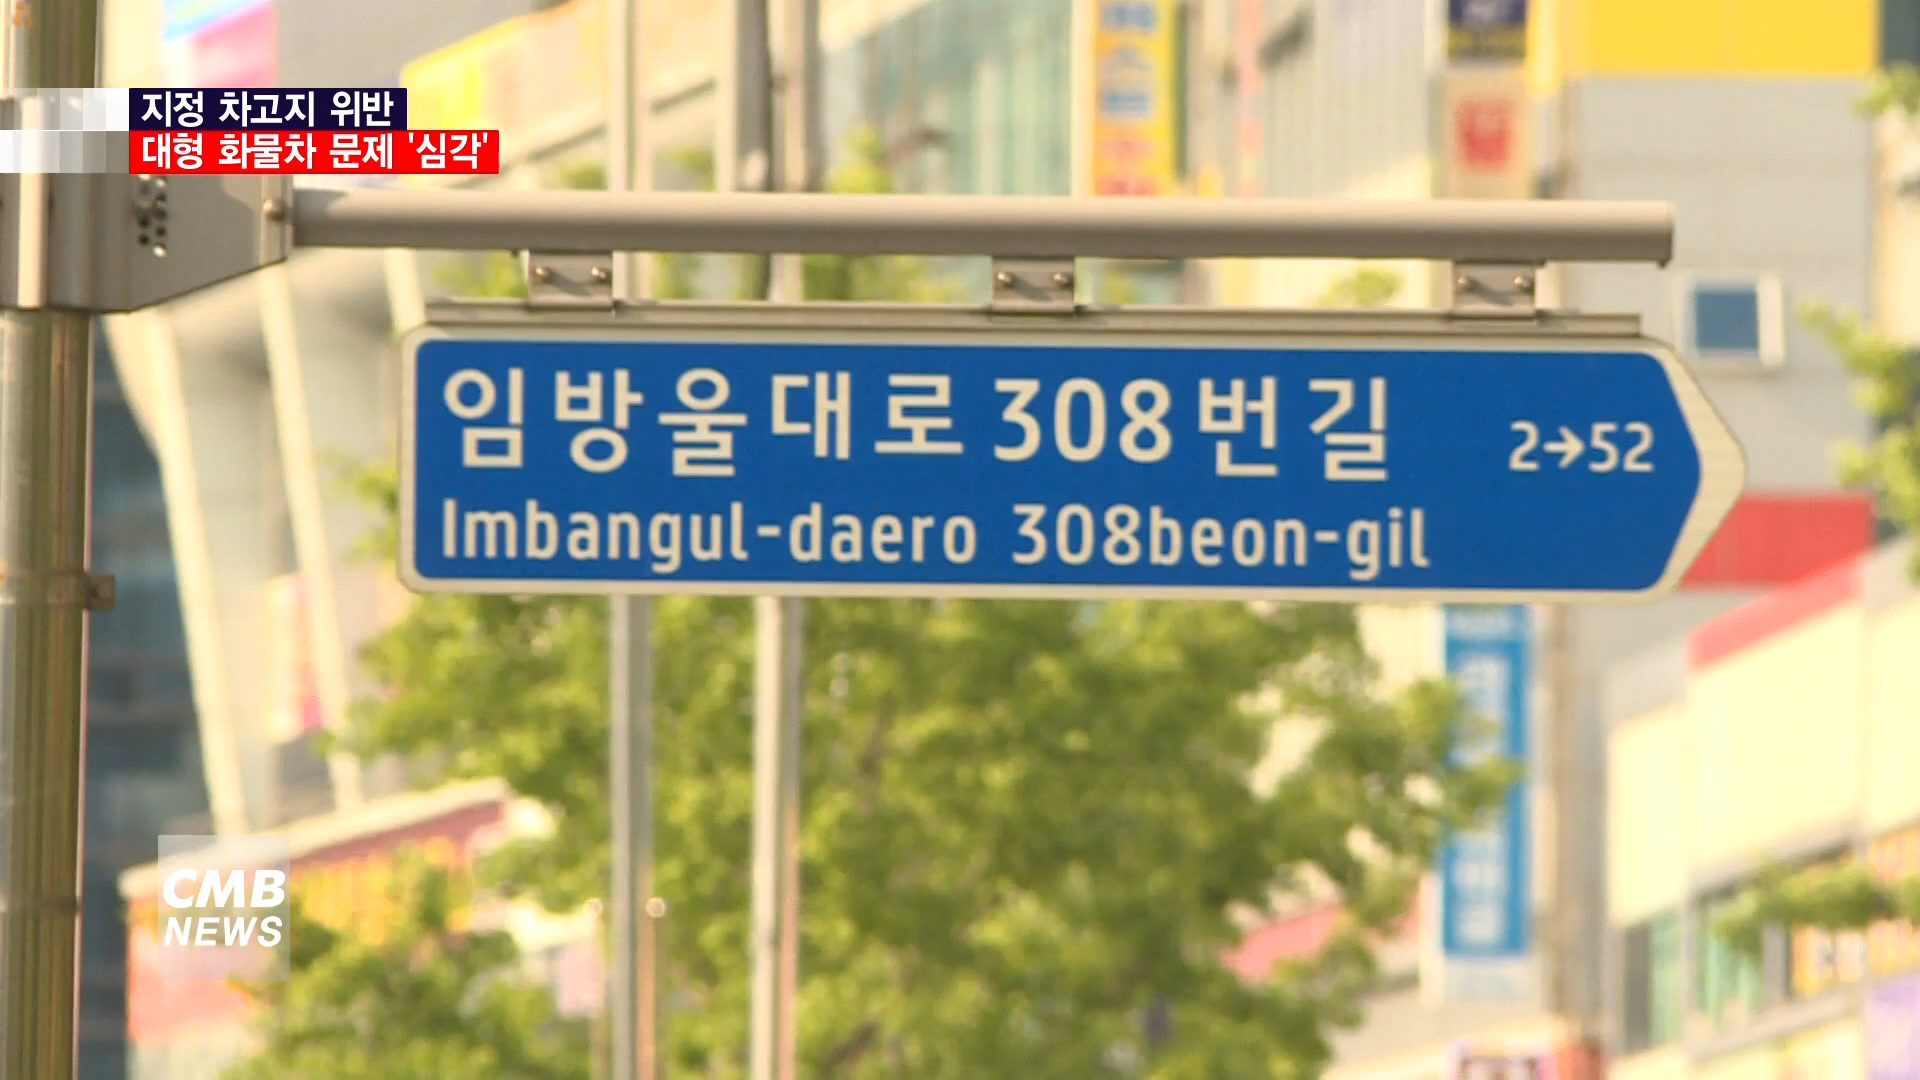 지정 차고지 위반
대형 화물차 문제 '심각'
임방울대로 308번길 2→52
Imbangul-daero 308beon-gil
CMB
NEWS